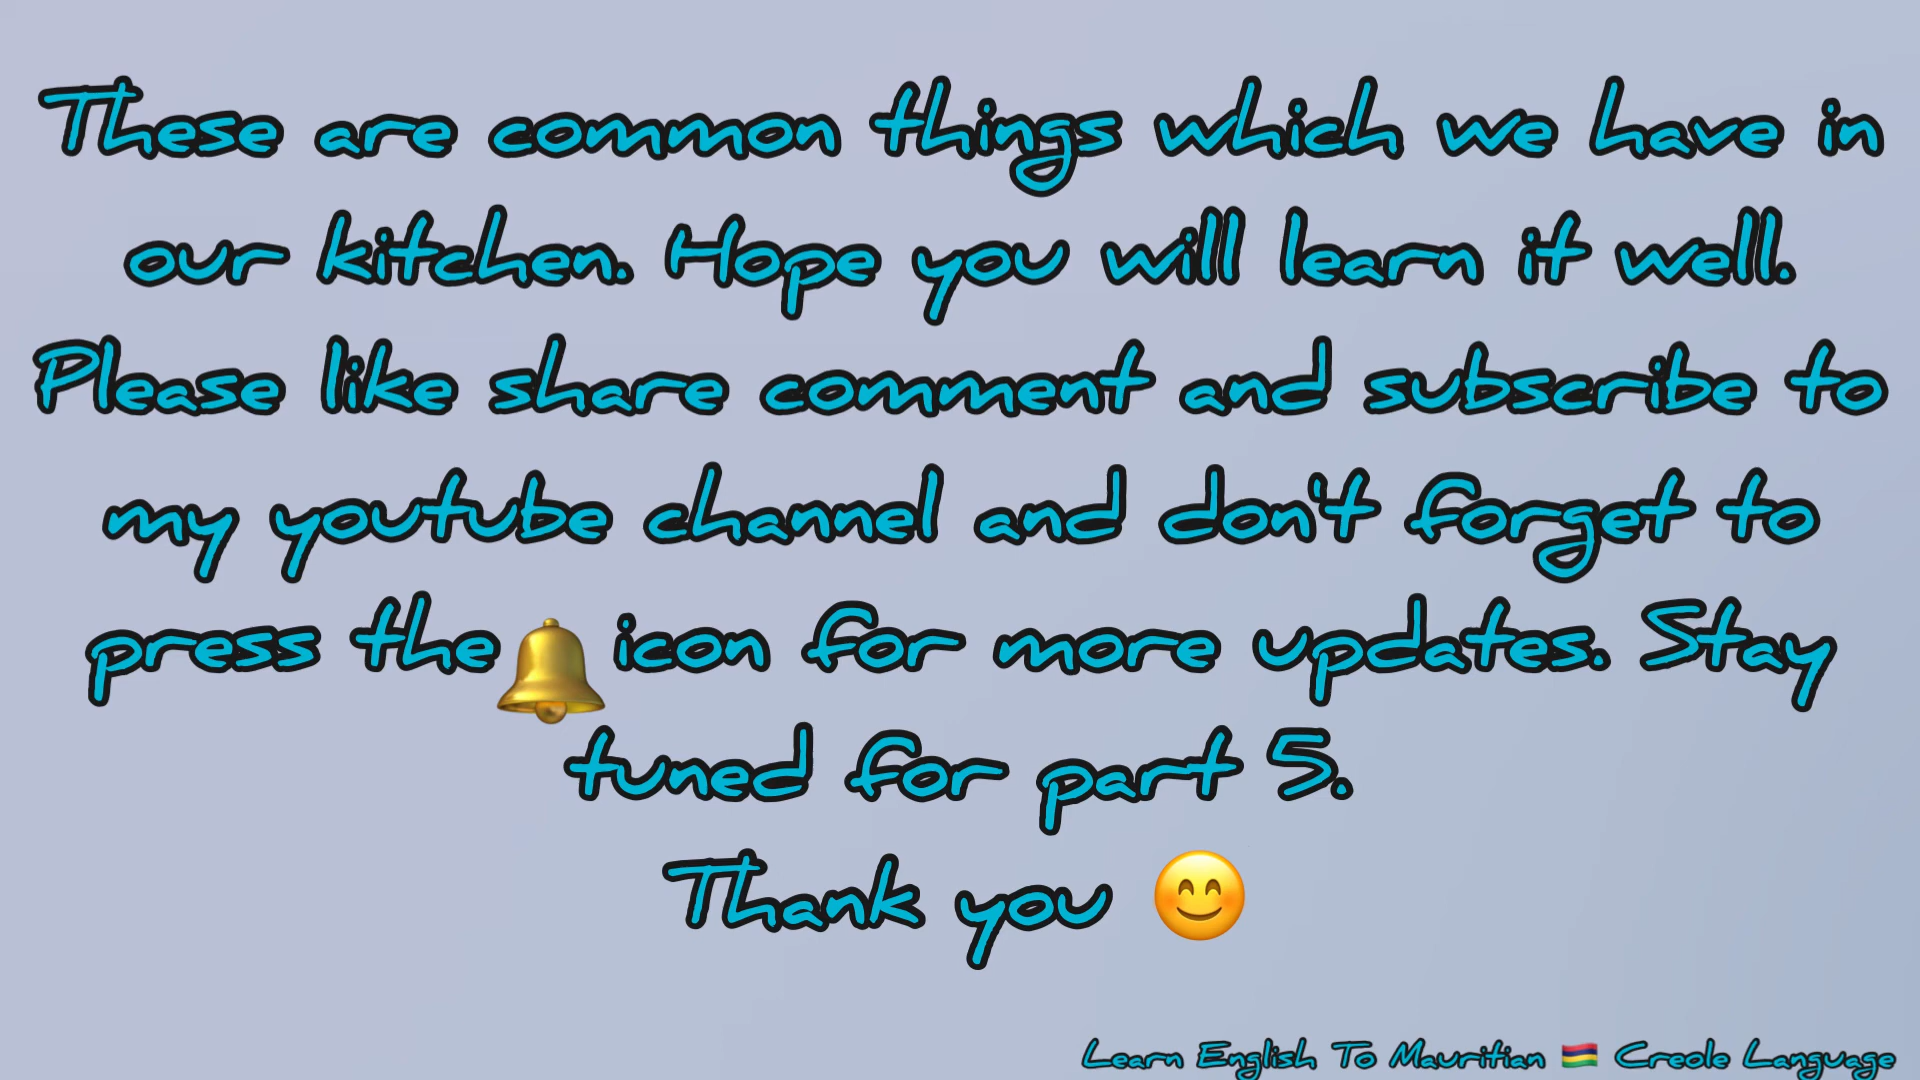 These are common things which we have in
our kitchen. Hope you will learn it well.
Please like share comment and subscribe to
my youtube channel and don't forget to
press the🔔icon for more updates. Stay
tuned for part 5.
Thank you 😊
Learn English To Mauritian 🇲🇺 Creole Language